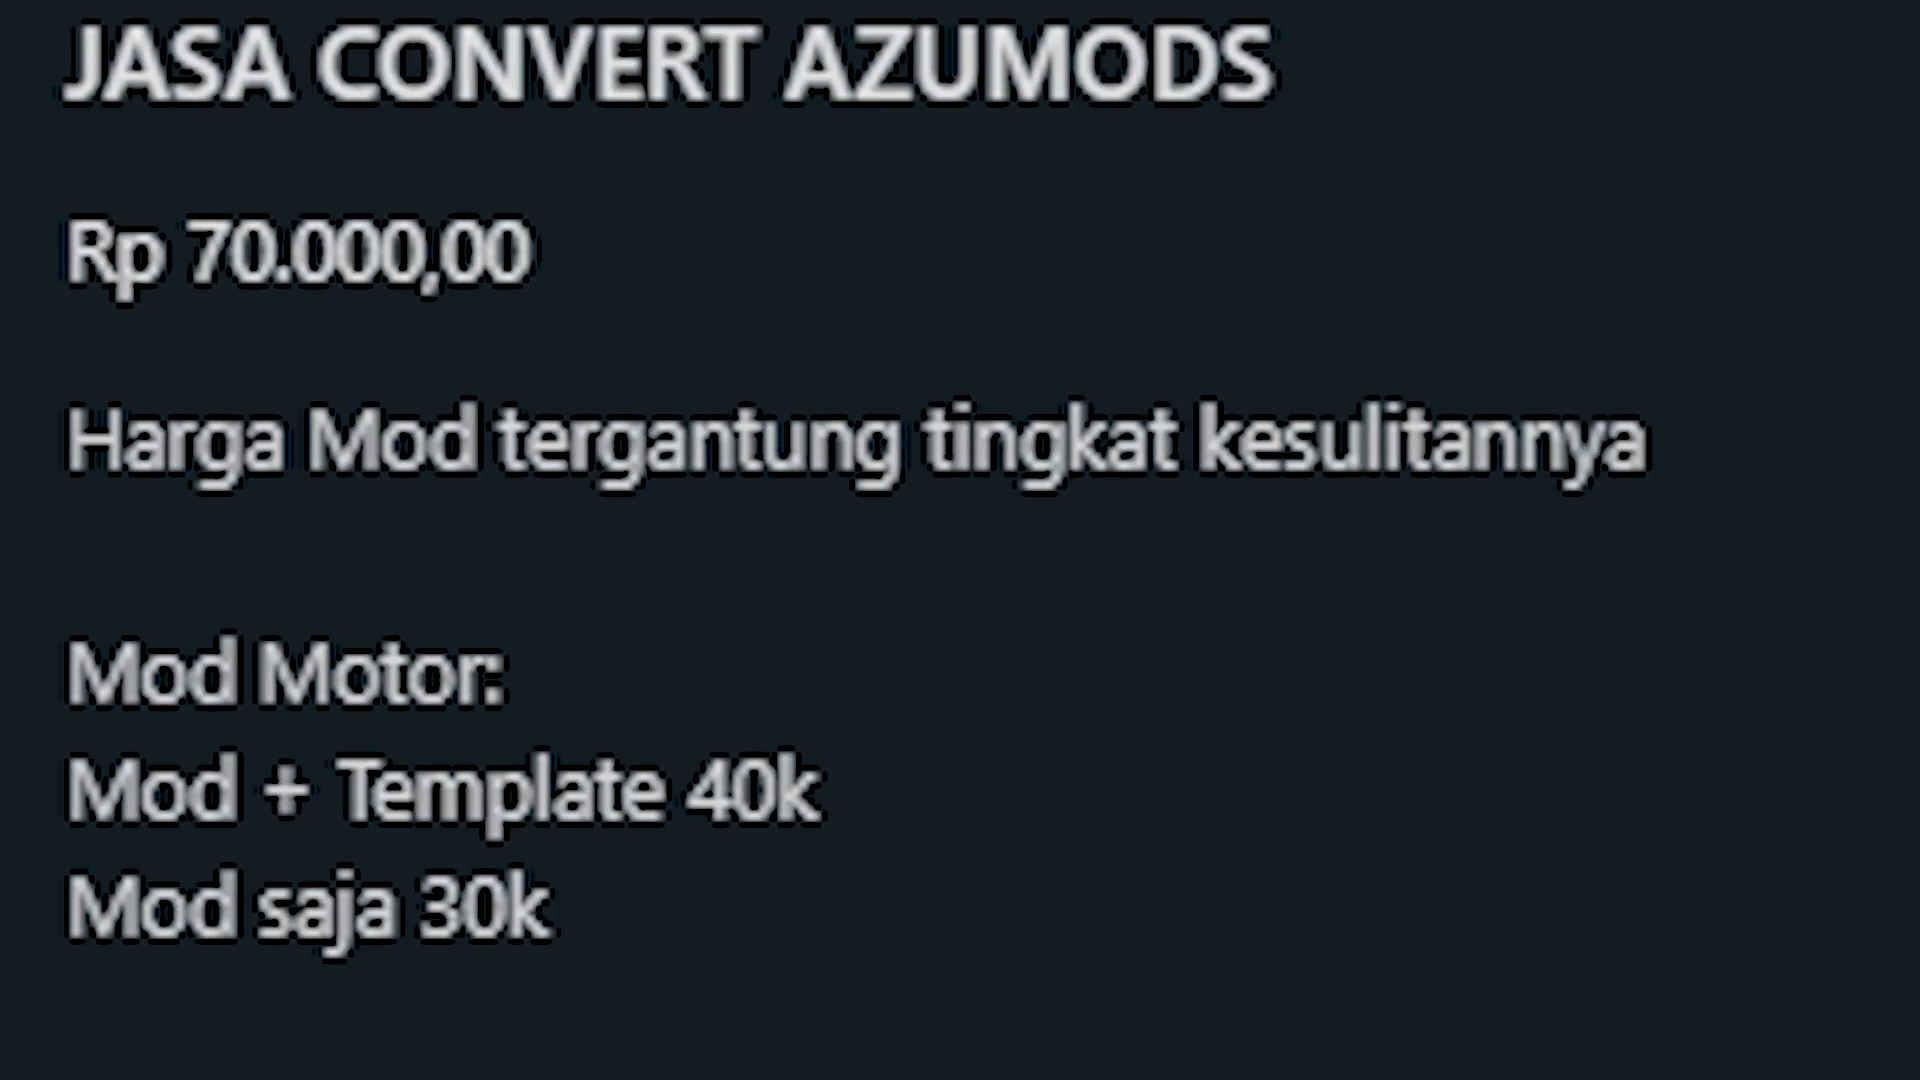 JASA CONVERT AZUMODS
Rp 70.000,00
Harga Mod tergantung tingkat kesulitannya
Mod Motor:
Mod + Template 40k
Mod saja 30k